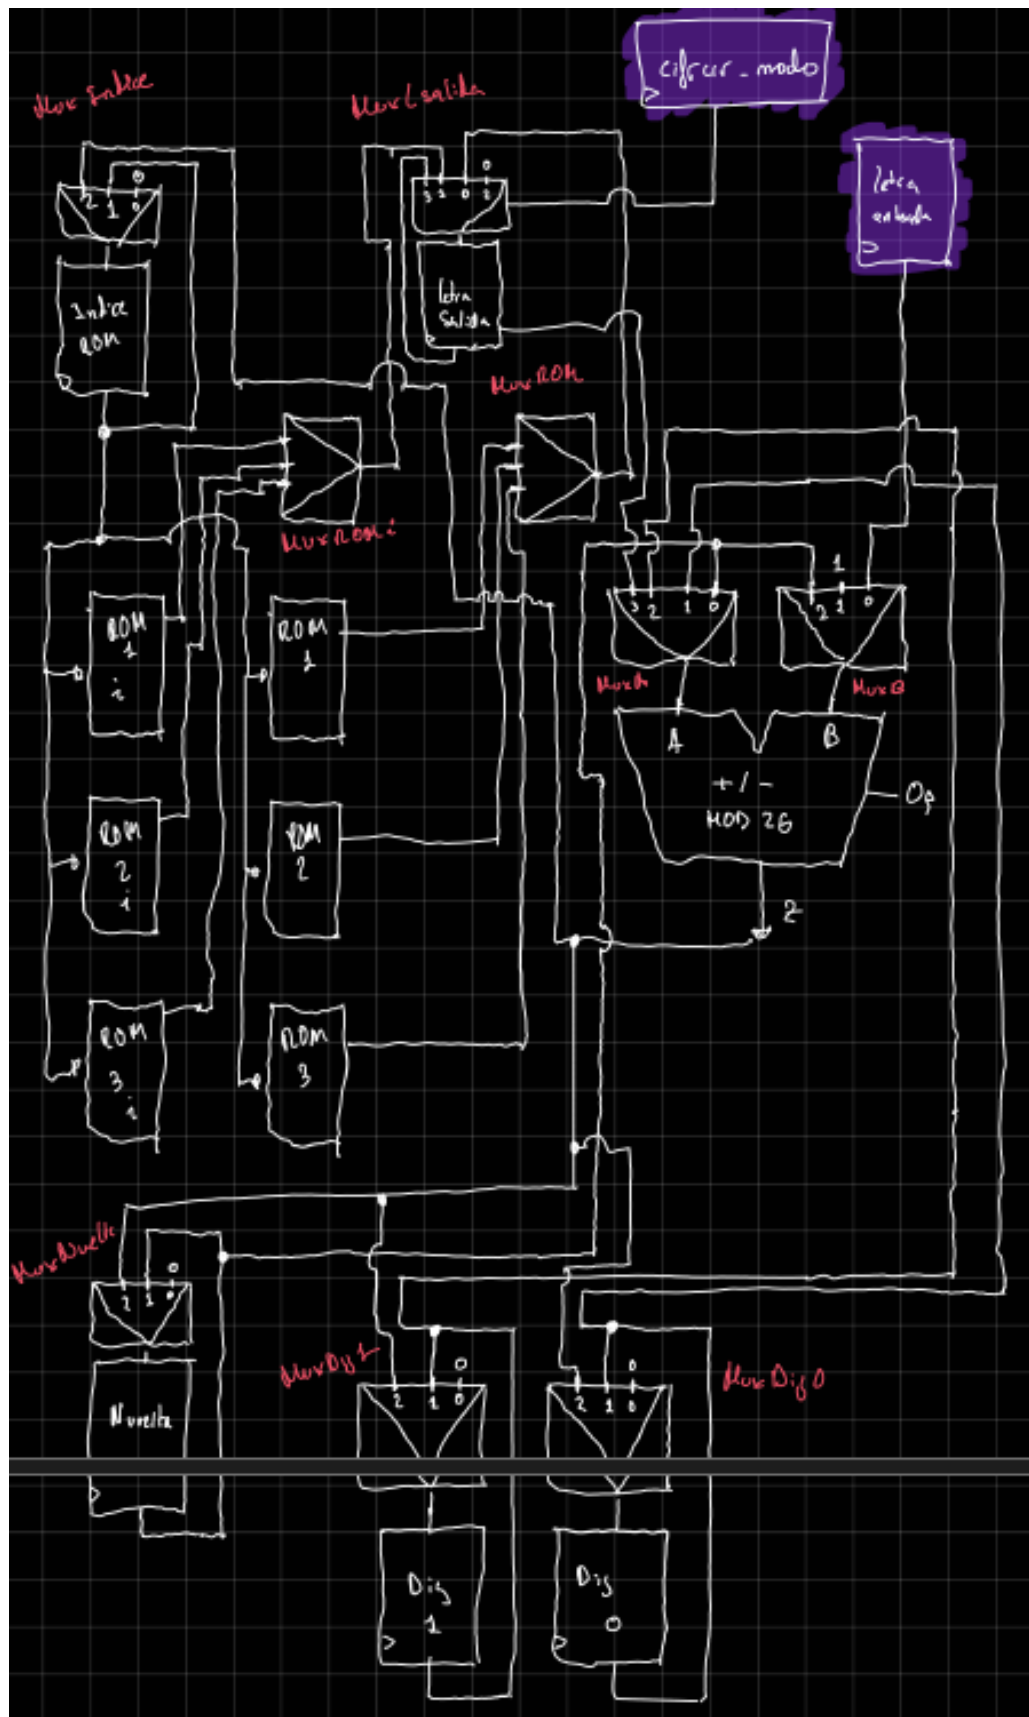 cifrar_modo
Mux Indice
Mux Lsalida
letra
entrada
0
2 1 0
0
3 1 0 2
Indice
ROM
letra
Salida
Mux ROM
Mux ROM i
1
3 2 1 0
2 1 0
ROM
1
i
ROM
1
Mux A
Mux B
A
B
+ / -
MOD 26
Op
ROM
2
i
ROM
2
Z
ROM
3
i
ROM
3
Mux Vuelta
0
2 1 0
Mux Dig 1
0
2 1 0
Mux Dig 0
0
2 1 0
Dig
1
Dig
0